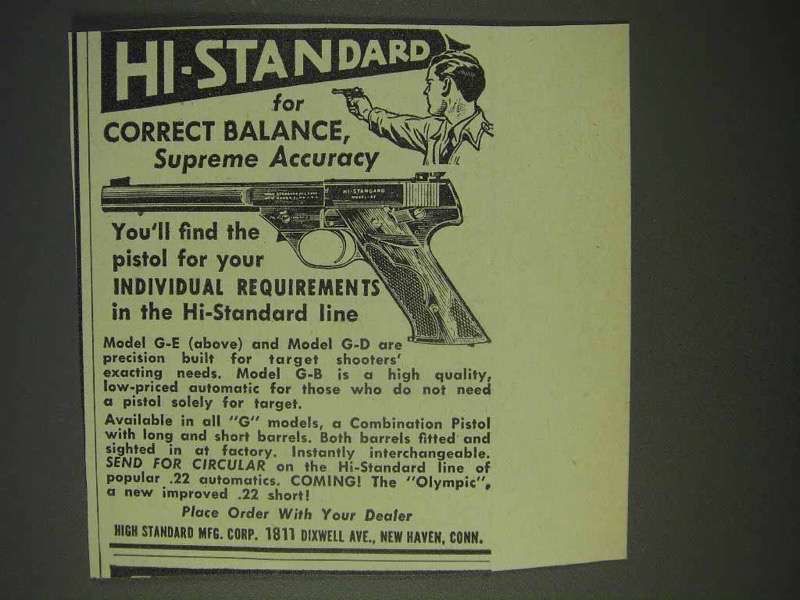 HI-STANDARD
for
CORRECT BALANCE,
Supreme Accuracy
HI-STANDARD
You'll find the
pistol for your
INDIVIDUAL REQUIREMENTS
in the Hi-Standard line
Model G-E (above) and Model G-D are
precision built for target shooters'
exacting needs. Model G-B is a high quality,
low-priced automatic for those who do not need
a pistol solely for target.
Available in all "G" models, a Combination Pistol
with long and short barrels. Both barrels fitted and
sighted in at factory. Instantly interchangeable.
SEND FOR CIRCULAR on the Hi-Standard line of
popular .22 automatics. COMING! The "Olympic",
a new improved .22 short!
Place Order With Your Dealer
HIGH STANDARD MFG. CORP. 1811 DIXWELL AVE., NEW HAVEN, CONN.